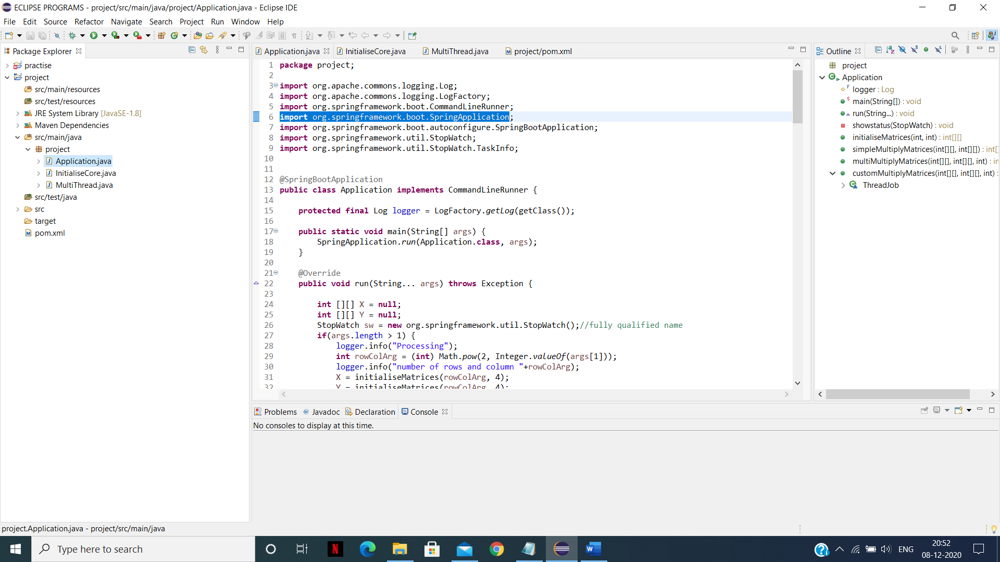 ECLIPSE PROGRAMS - project/src/main/java/project/Application.java - Eclipse IDE
File Edit Source Refactor Navigate Search Project Run Window Help
Package Explorer
practise
project
src/main/resources
src/test/resources
JRE System Library [JavaSE-1.8]
Maven Dependencies
src/main/java
project
Application.java
InitialiseCore.java
MultiThread.java
src/test/java
src
target
pom.xml
Application.java InitialiseCore.java MultiThread.java project/pom.xml
1 package project;
2
3 import org.apache.commons.logging.Log;
4 import org.apache.commons.logging.LogFactory;
5 import org.springframework.boot.CommandLineRunner;
6 import org.springframework.boot.SpringApplication;
7 import org.springframework.boot.autoconfigure.SpringBootApplication;
8 import org.springframework.util.StopWatch;
9 import org.springframework.util.StopWatch.TaskInfo;
10
11
12 @SpringBootApplication
13 public class Application implements CommandLineRunner {
14
15 protected final Log logger = LogFactory.getLog(getClass());
16
17 public static void main(String[] args) {
18 SpringApplication.run(Application.class, args);
19 }
20
21 @Override
22 public void run(String... args) throws Exception {
23
24 int [][] X = null;
25 int [][] Y = null;
26 StopWatch sw = new org.springframework.util.StopWatch();//fully qualified name
27 if(args.length > 1) {
28 logger.info("Processing");
29 int rowColArg = (int) Math.pow(2, Integer.valueOf(args[1]));
30 logger.info("number of rows and column "+rowColArg);
31 X = initialiseMatrices(rowColArg, 4);
32 Y = initialiseMatrices(rowColArg, 4);
Outline
project
Application
logger : Log
main(String[]) : void
run(String...) : void
showstatus(StopWatch) : void
initialiseMatrices(int, int) : int[][]
simpleMultiplyMatrices(int[][], int[][]) : int[]
multiMultiplyMatrices(int[][], int[][], int) : in
customMultiplyMatrices(int[][], int[][], int) :
ThreadJob
Problems @ Javadoc Declaration Console
No consoles to display at this time.
project.Application.java - project/src/main/java
Type here to search
ENG
20:52
08-12-2020